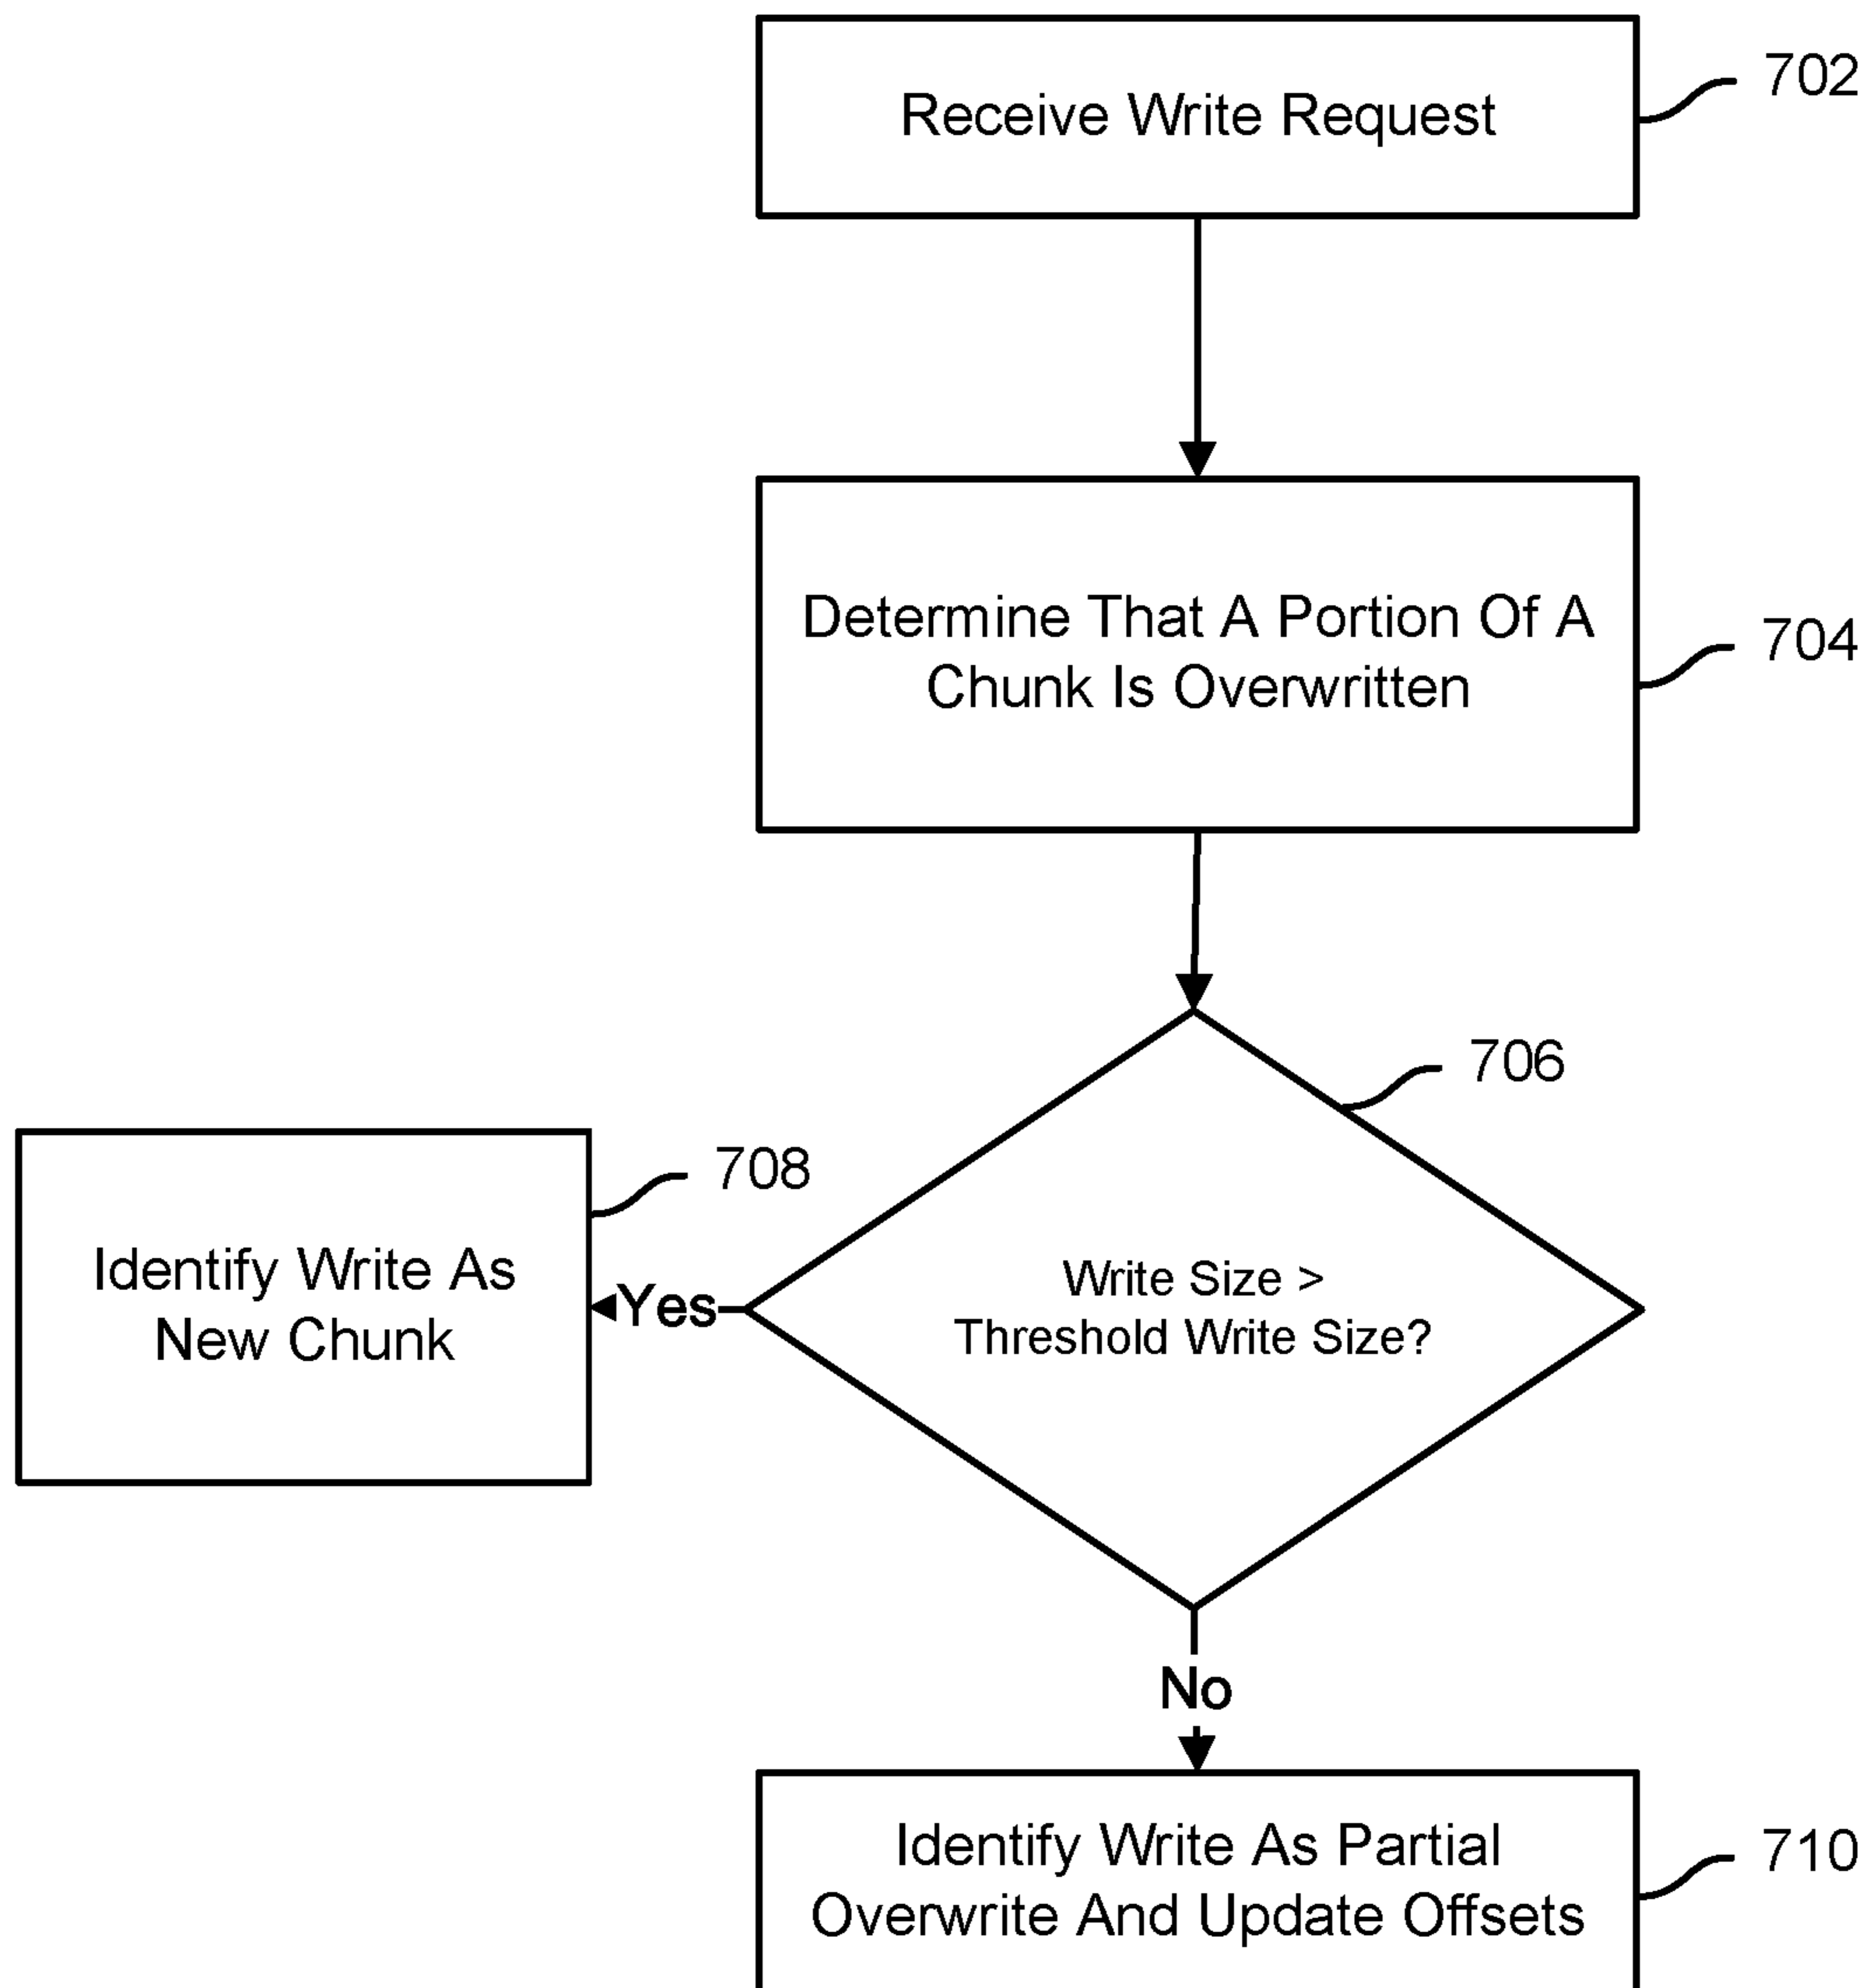 Receive Write Request
702
Determine That A Portion Of A
Chunk Is Overwritten
704
706
Write Size >
Threshold Write Size?
Yes
708
Identify Write As
New Chunk
No
Identify Write As Partial
Overwrite And Update Offsets
710